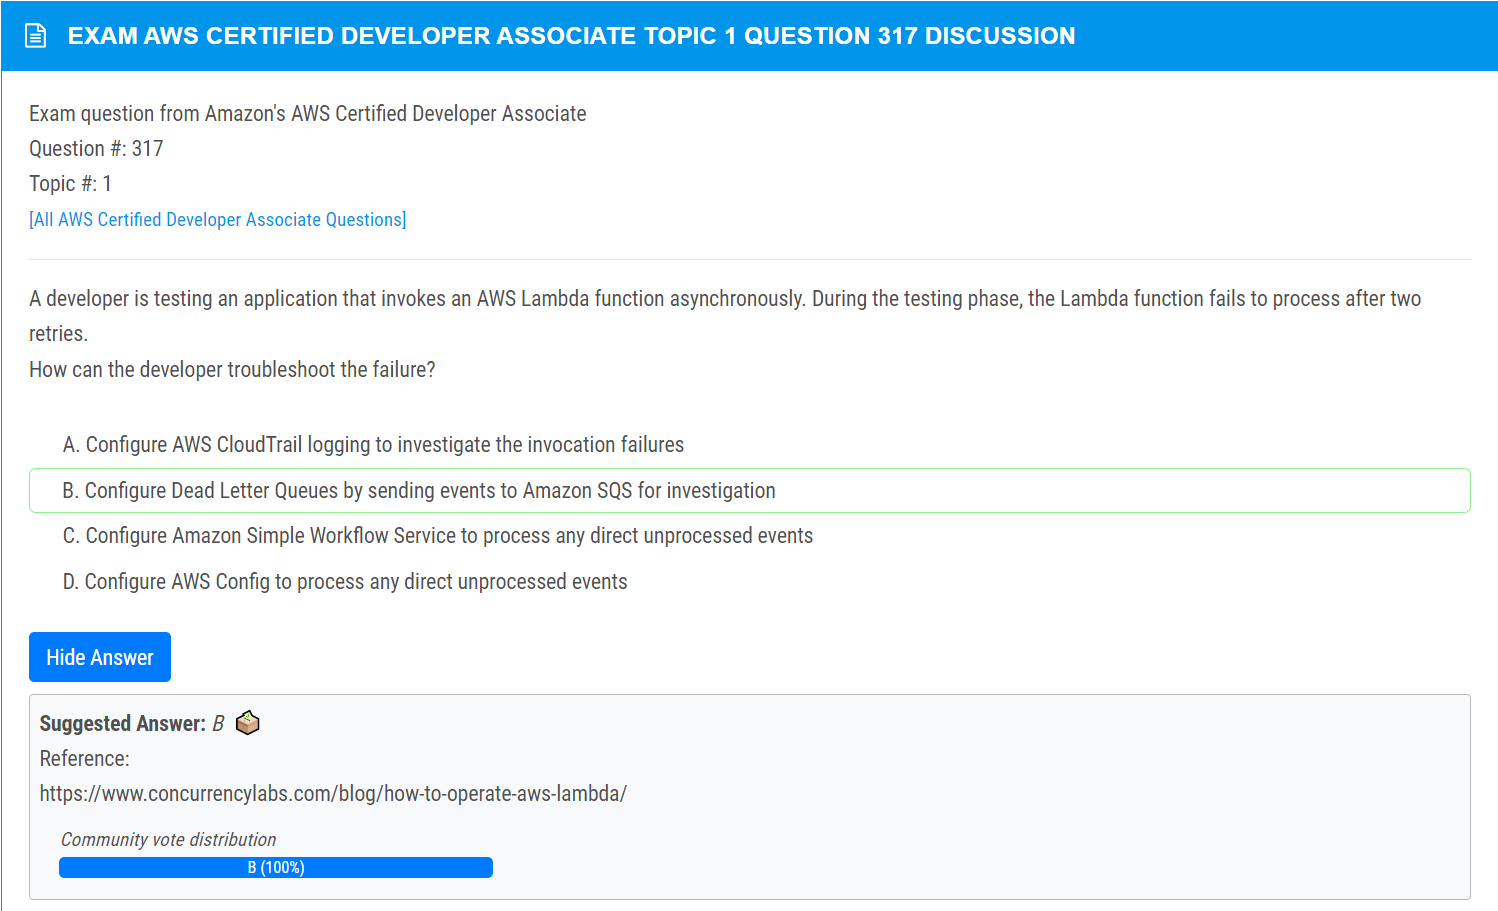 EXAM AWS CERTIFIED DEVELOPER ASSOCIATE TOPIC 1 QUESTION 317 DISCUSSION
Exam question from Amazon's AWS Certified Developer Associate
Question #: 317
Topic #: 1
[All AWS Certified Developer Associate Questions]
A developer is testing an application that invokes an AWS Lambda function asynchronously. During the testing phase, the Lambda function fails to process after two
retries.
How can the developer troubleshoot the failure?
A. Configure AWS CloudTrail logging to investigate the invocation failures
B. Configure Dead Letter Queues by sending events to Amazon SQS for investigation
C. Configure Amazon Simple Workflow Service to process any direct unprocessed events
D. Configure AWS Config to process any direct unprocessed events
Hide Answer
Suggested Answer: B
Reference:
https://www.concurrencylabs.com/blog/how-to-operate-aws-lambda/
Community vote distribution
B (100%)